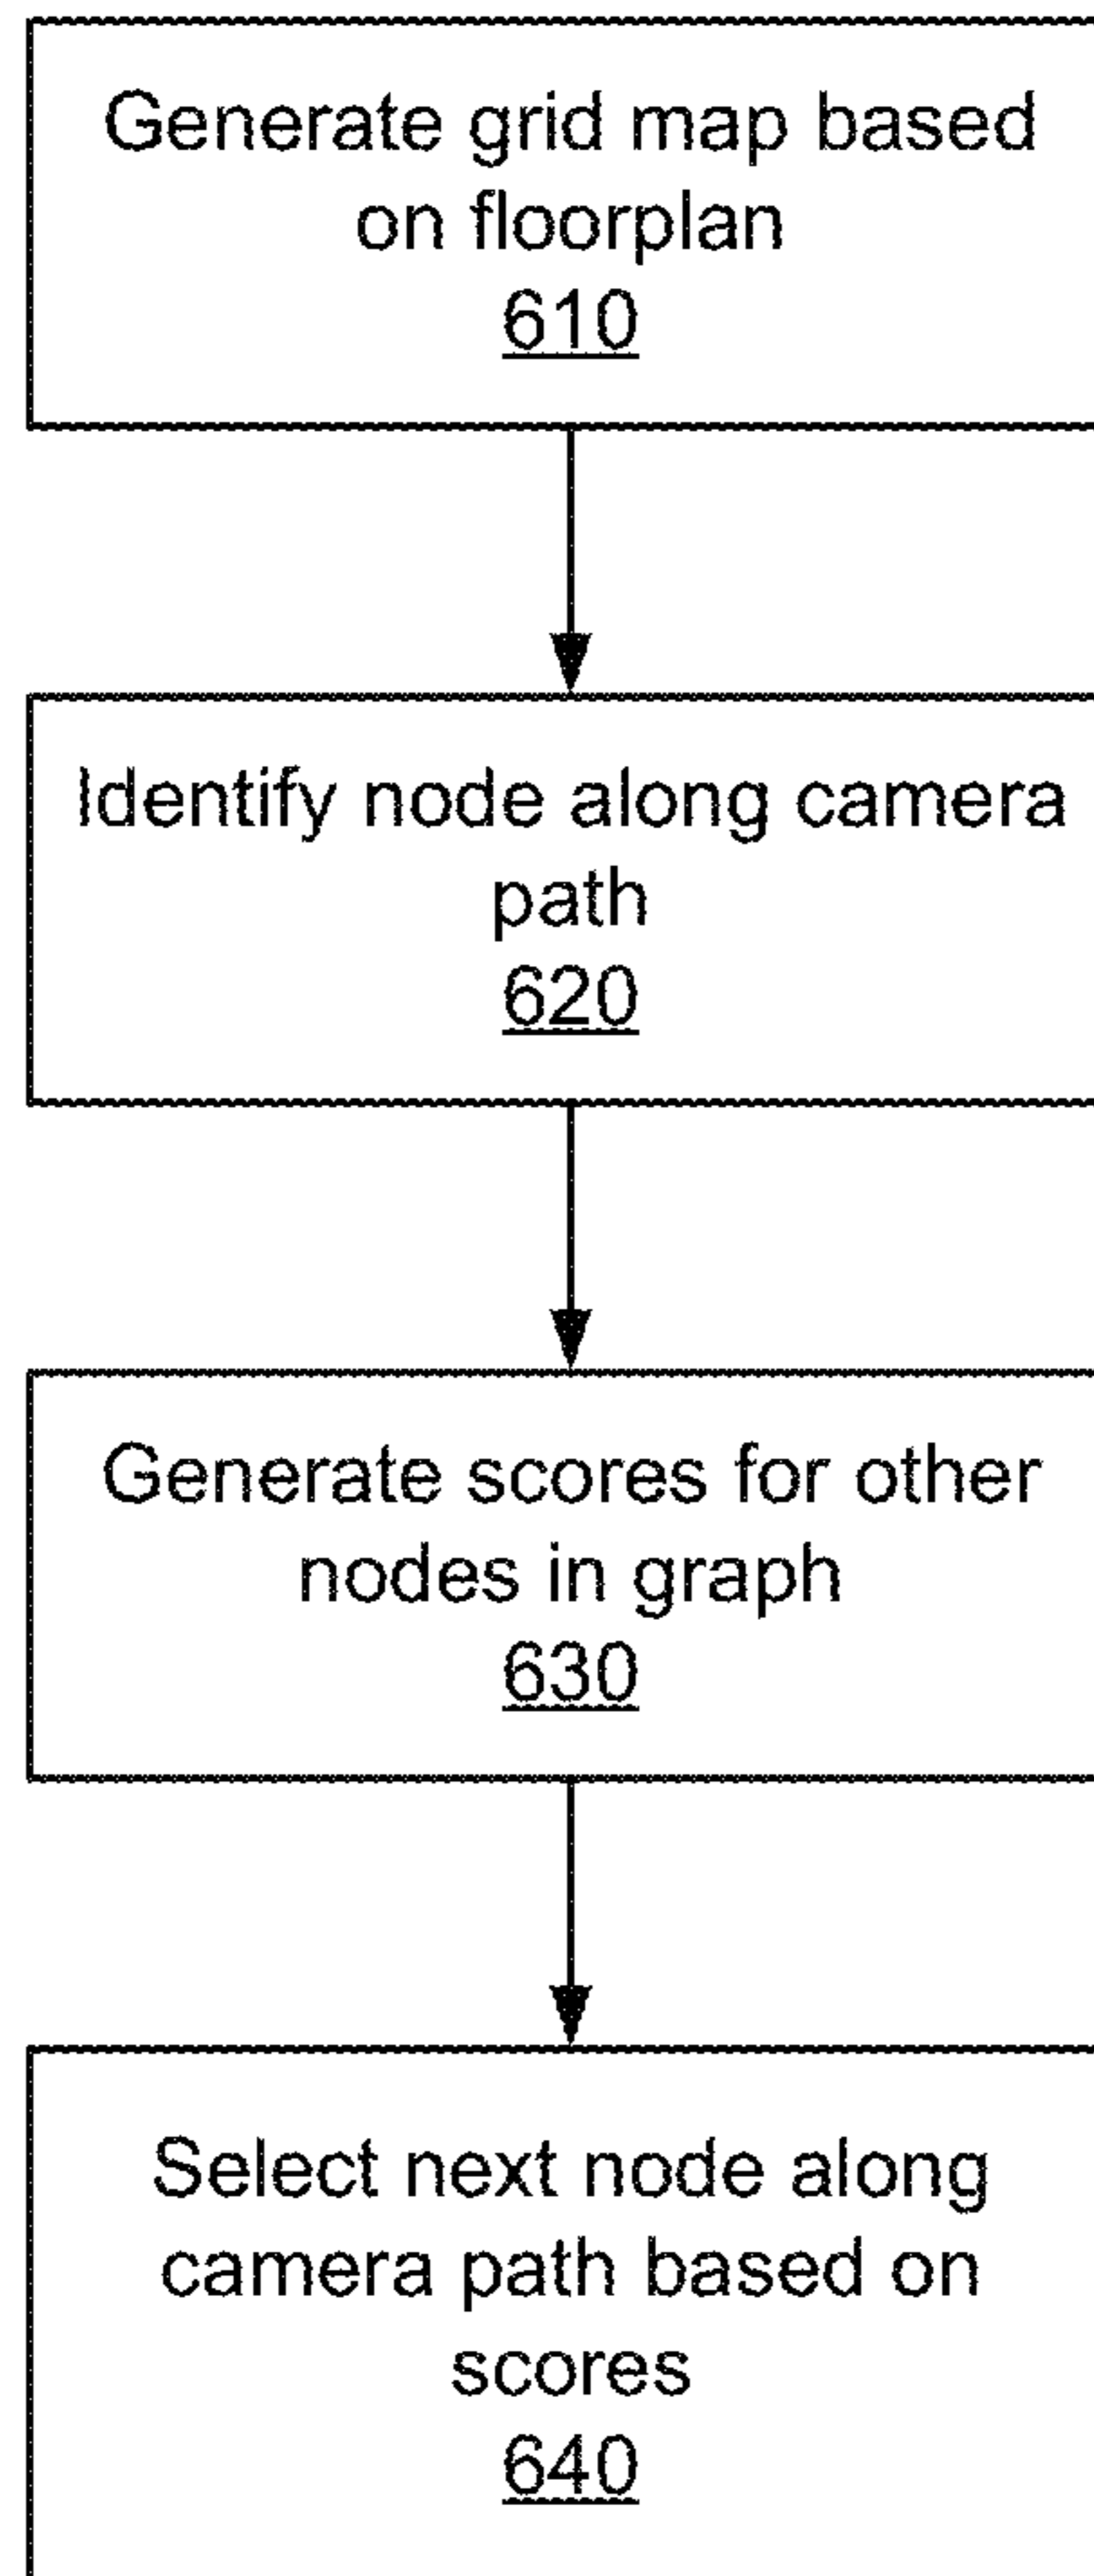 Generate grid map based
on floorplan
610
Identify node along camera
path
620
Generate scores for other
nodes in graph
630
Select next node along
camera path based on
scores
640